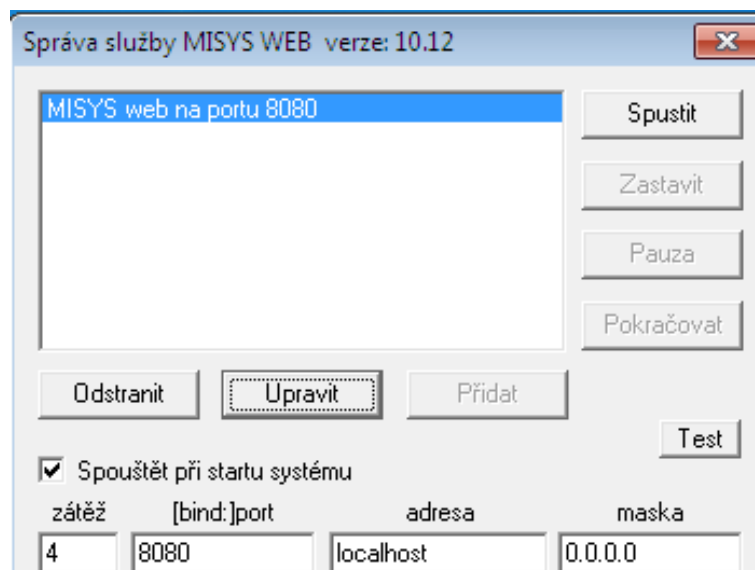 Správa služby MISYS WEB verze: 10.12
MISYS web na portu 8080
Spustit
Zastavit
Pauza
Pokračovat
Odstranit
Upravit
Přidat
Test
Spouštět při startu systému
zátěž [bind:]port adresa maska
4 8080 localhost 0.0.0.0